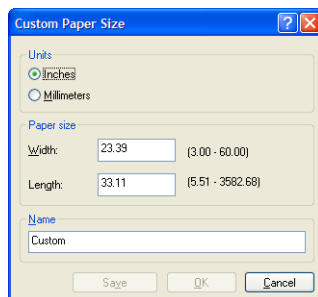 Custom Paper Size
Units
Inches
Millimeters
Paper size
Width: 23.39 (3.00 - 60.00)
Length: 33.11 (5.51 - 3582.68)
Name
Custom
Save OK Cancel